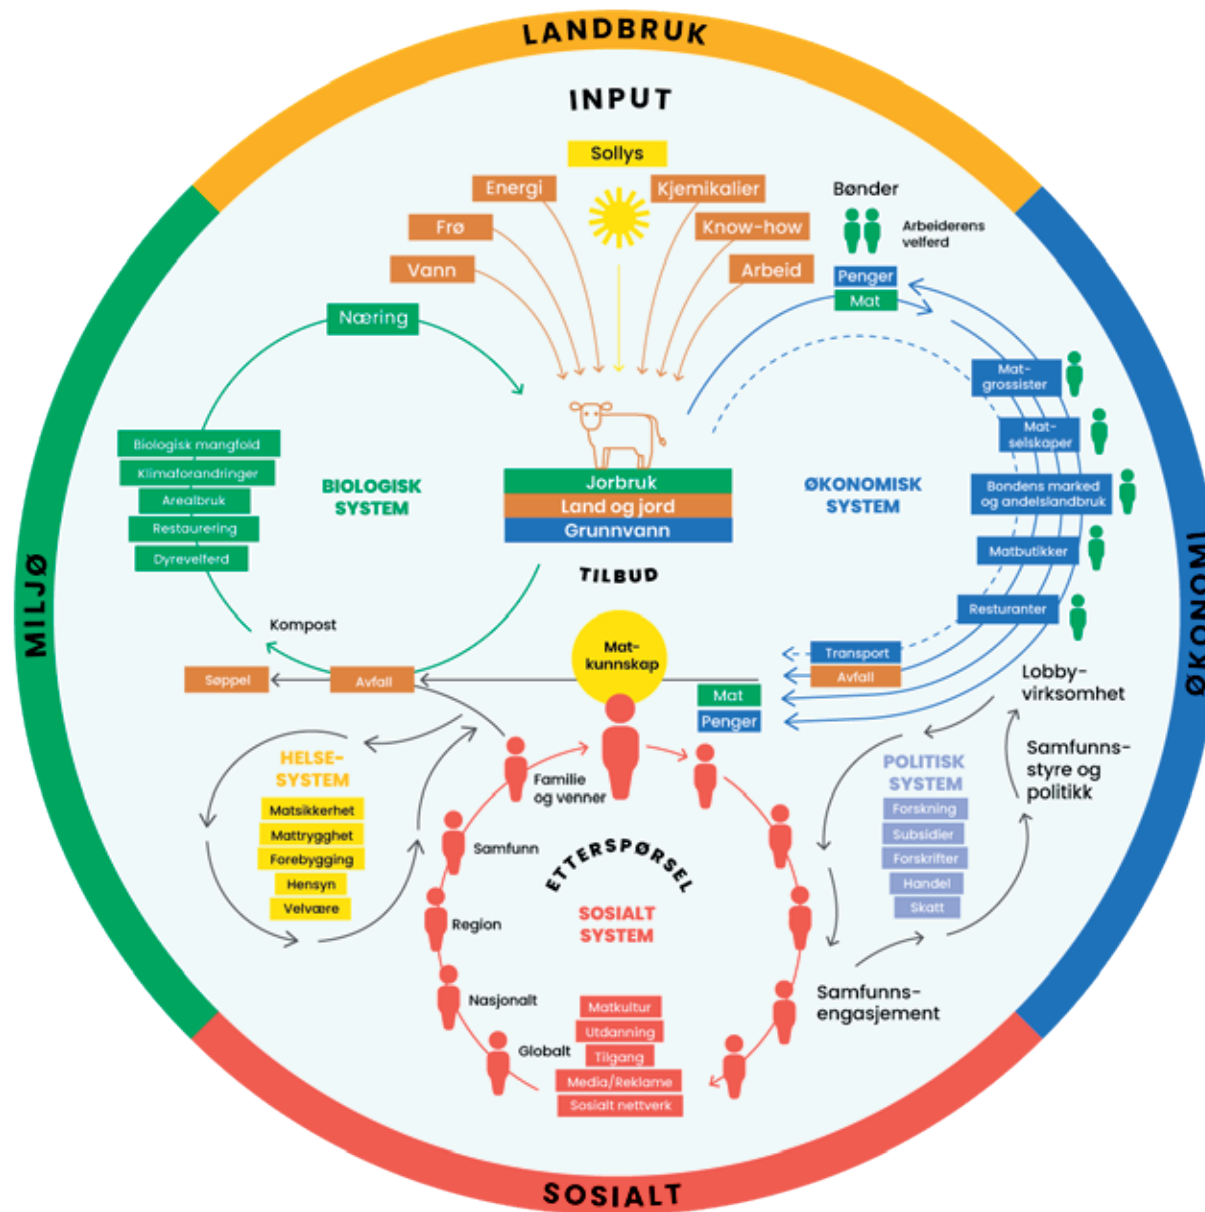 LANDBRUK
INPUT
Sollys
Energi
Kjemikalier
Frø
Know-how
Vann
Arbeid
Bønder
Arbeiderens
velferd
Penger
Mat
Næring
Mat-
grossister
Mat-
selskaper
Bondens marked
og andelslandbruk
Matbutikker
Resturanter
Biologisk mangfold
Klimaforandringer
Arealbruk
Restaurering
Dyrevelferd
BIOLOGISK
SYSTEM
Jorbruk
Land og jord
Grunnvann
ØKONOMISK
SYSTEM
MILJØ
ØKONOMI
TILBUD
Kompost
Mat-
kunnskap
Transport
Avfall
Søppel
Avfall
Mat
Penger
Lobby-
virksomhet
HELSE-
SYSTEM
Matsikkerhet
Mattrygghet
Forebygging
Hensyn
Velvære
Familie
og venner
Samfunn
Region
Nasjonalt
Globalt
ETTERSPØRSEL
SOSIALT
SYSTEM
Matkultur
Utdanning
Tilgang
Media/Reklame
Sosialt nettverk
POLITISK
SYSTEM
Forskning
Subsidier
Forskrifter
Handel
Skatt
Samfunns-
styre og
politikk
Samfunns-
engasjement
SOSIALT